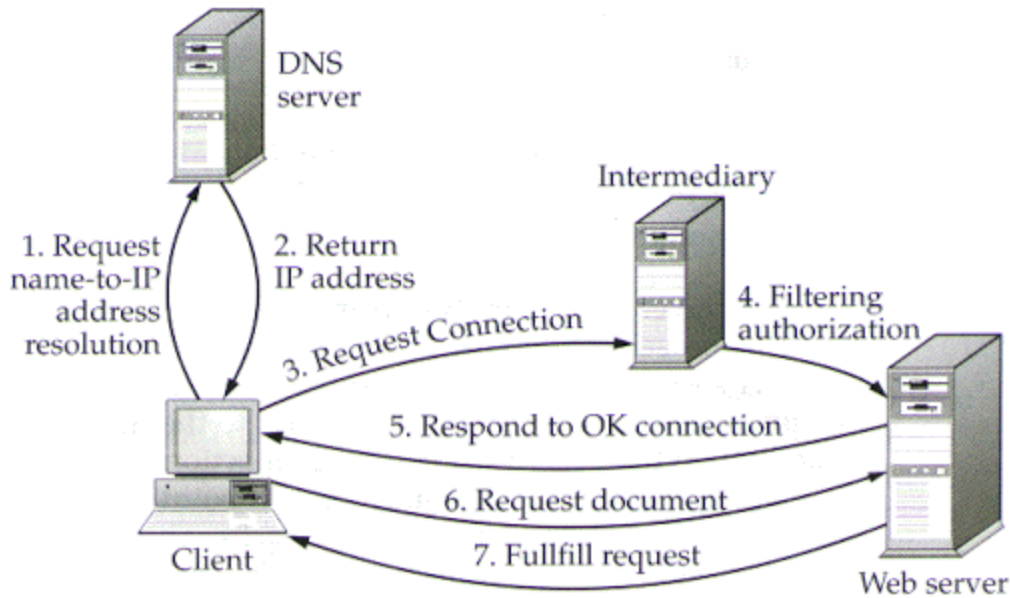 DNS
server
Intermediary
1. Request
name-to-IP
address
resolution
2. Return
IP address
3. Request Connection
4. Filtering
authorization
5. Respond to OK connection
6. Request document
7. Fullfill request
Client
Web server